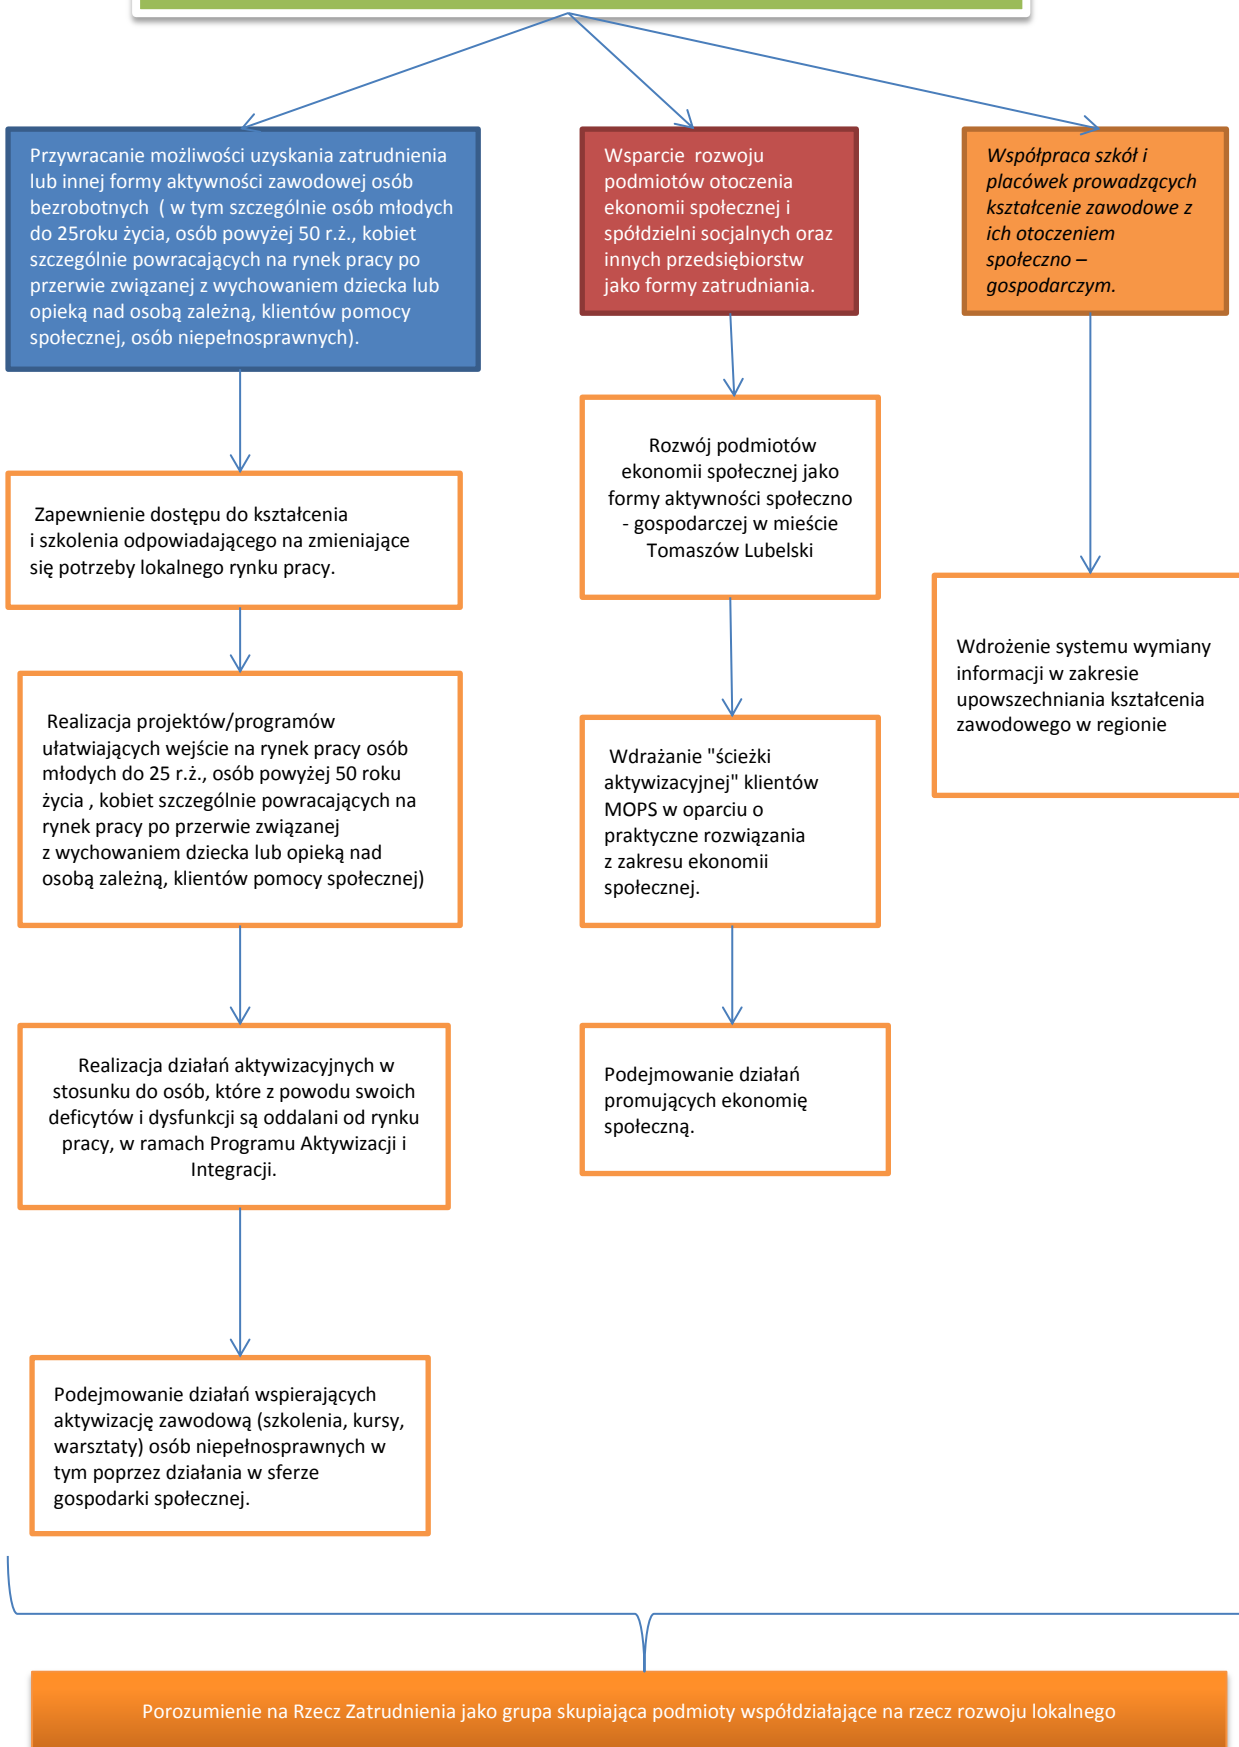 Przywracanie możliwości uzyskania zatrudnienia
lub innej formy aktywności zawodowej osób
bezrobotnych ( w tym szczególnie osób młodych
do 25roku życia, osób powyżej 50 r.ż., kobiet
szczególnie powracających na rynek pracy po
przerwie związanej z wychowaniem dziecka lub
opieką nad osobą zależną, klientów pomocy
społecznej, osób niepełnosprawnych).
Wsparcie rozwoju
podmiotów otoczenia
ekonomii społecznej i
spółdzielni socjalnych oraz
innych przedsiębiorstw
jako formy zatrudniania.
Współpraca szkół i
placówek prowadzących
kształcenie zawodowe z
ich otoczeniem
społeczno –
gospodarczym.
Zapewnienie dostępu do kształcenia
i szkolenia odpowiadającego na zmieniające
się potrzeby lokalnego rynku pracy.
Rozwój podmiotów
ekonomii społecznej jako
formy aktywności społeczno
- gospodarczej w mieście
Tomaszów Lubelski
Wdrożenie systemu wymiany
informacji w zakresie
upowszechniania kształcenia
zawodowego w regionie
Realizacja projektów/programów
ułatwiających wejście na rynek pracy osób
młodych do 25 r.ż., osób powyżej 50 roku
życia , kobiet szczególnie powracających na
rynek pracy po przerwie związanej
z wychowaniem dziecka lub opieką nad
osobą zależną, klientów pomocy społecznej)
Wdrażanie "ścieżki
aktywizacyjnej" klientów
MOPS w oparciu o
praktyczne rozwiązania
z zakresu ekonomii
społecznej.
Realizacja działań aktywizacyjnych w
stosunku do osób, które z powodu swoich
deficytów i dysfunkcji są oddalani od rynku
pracy, w ramach Programu Aktywizacji i
Integracji.
Podejmowanie działań
promujących ekonomię
społeczną.
Podejmowanie działań wspierających
aktywizację zawodową (szkolenia, kursy,
warsztaty) osób niepełnosprawnych w
tym poprzez działania w sferze
gospodarki społecznej.
Porozumienie na Rzecz Zatrudnienia jako grupa skupiająca podmioty współdziałające na rzecz rozwoju lokalnego